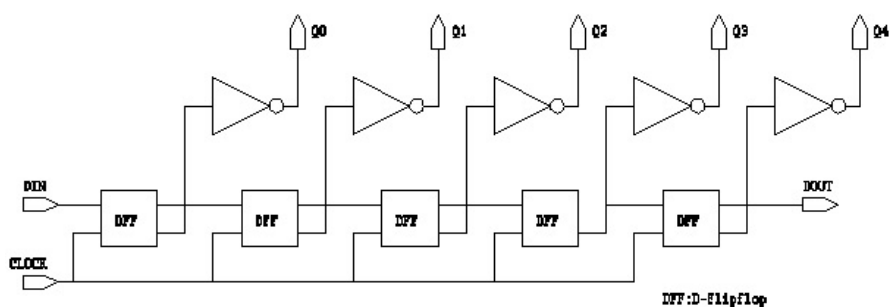 Q0 Q1 Q2 Q3 Q4
DIN DOUT
DFF DFF DFF DFF DFF
CLOCK
DFF:D-flipflop